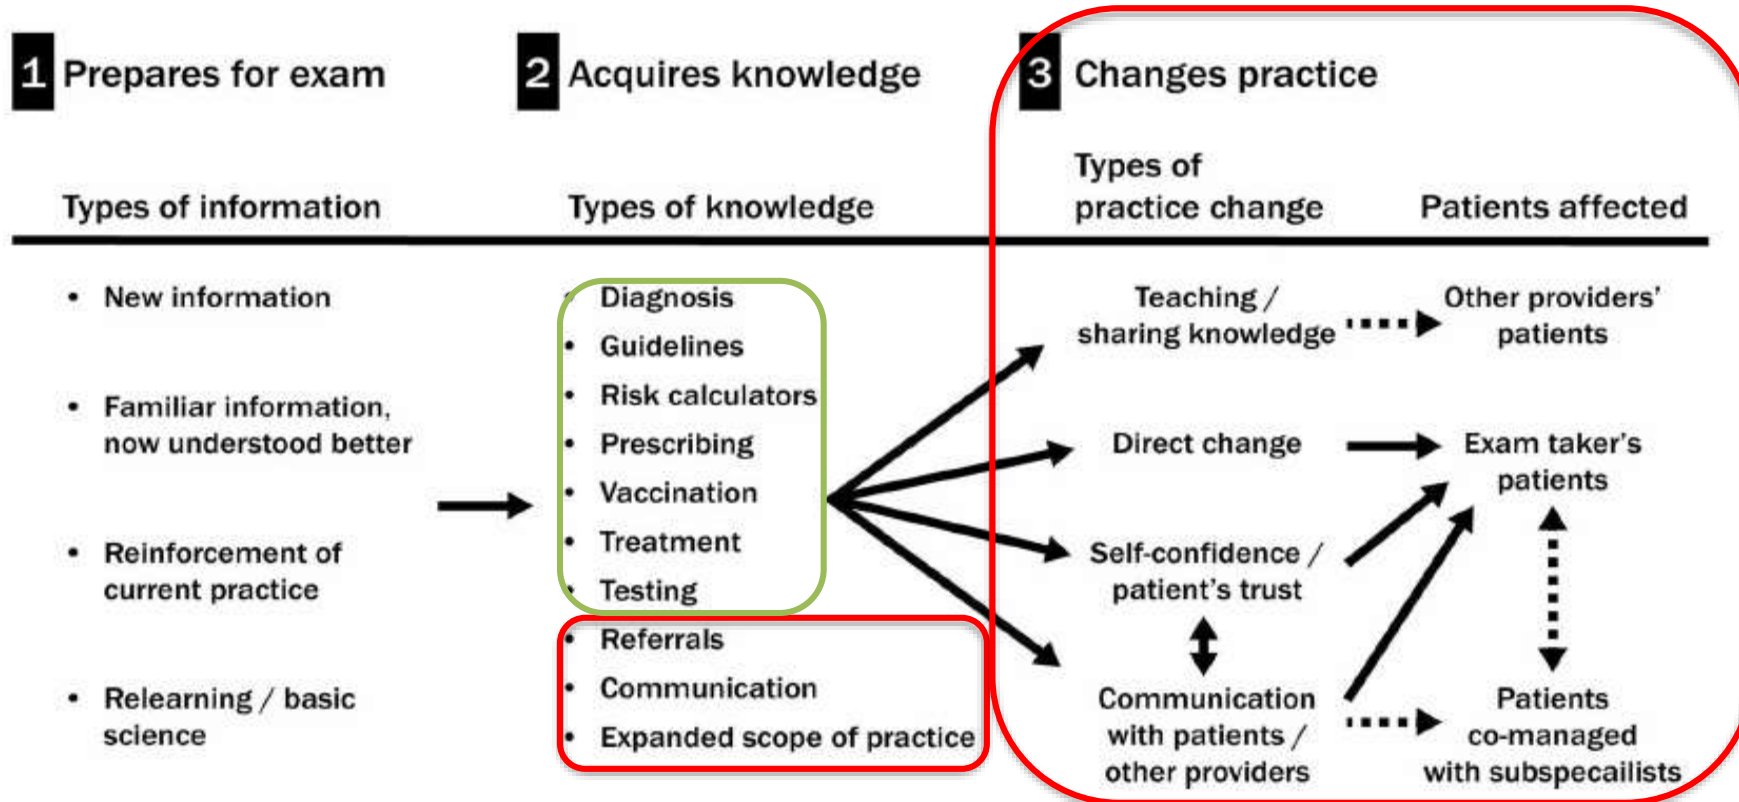 1 Prepares for exam
2 Acquires knowledge
3 Changes practice
Types of information
Types of knowledge
Types of
practice change
Patients affected
• New information
• Familiar information,
now understood better
• Reinforcement of
current practice
• Relearning / basic
science
• Diagnosis
• Guidelines
• Risk calculators
• Prescribing
• Vaccination
• Treatment
• Testing
• Referrals
• Communication
• Expanded scope of practice
Teaching /
sharing knowledge
Direct change
Self-confidence /
patient's trust
Communication
with patients /
other providers
Other providers'
patients
Exam taker's
patients
Patients
co-managed
with subspecailists